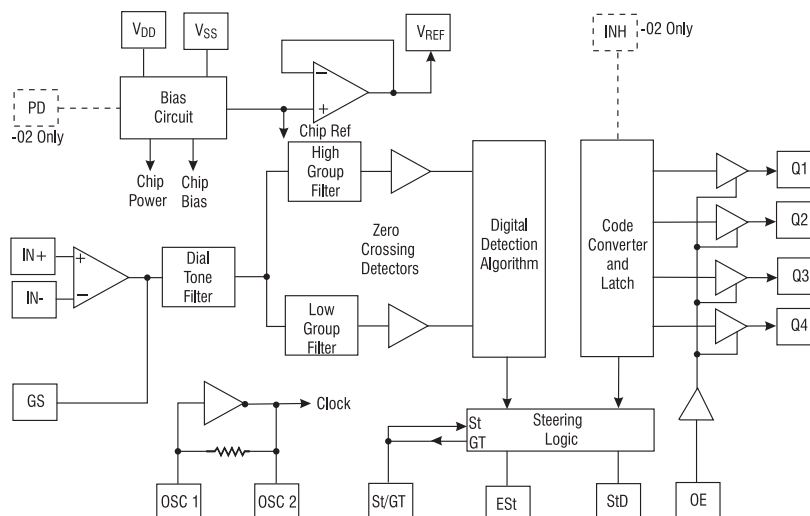 VDD
VSS
VREF
INH
-02 Only
PD
-02 Only
Bias
Circuit
Chip Ref
Chip
Power
Chip
Bias
High
Group
Filter
Zero
Crossing
Detectors
Digital
Detection
Algorithm
Code
Converter
and
Latch
Q1
Q2
Q3
Q4
IN+
IN-
Dial
Tone
Filter
Low
Group
Filter
GS
Clock
St
GT
Steering
Logic
OSC 1
OSC 2
St/GT
ESt
StD
OE